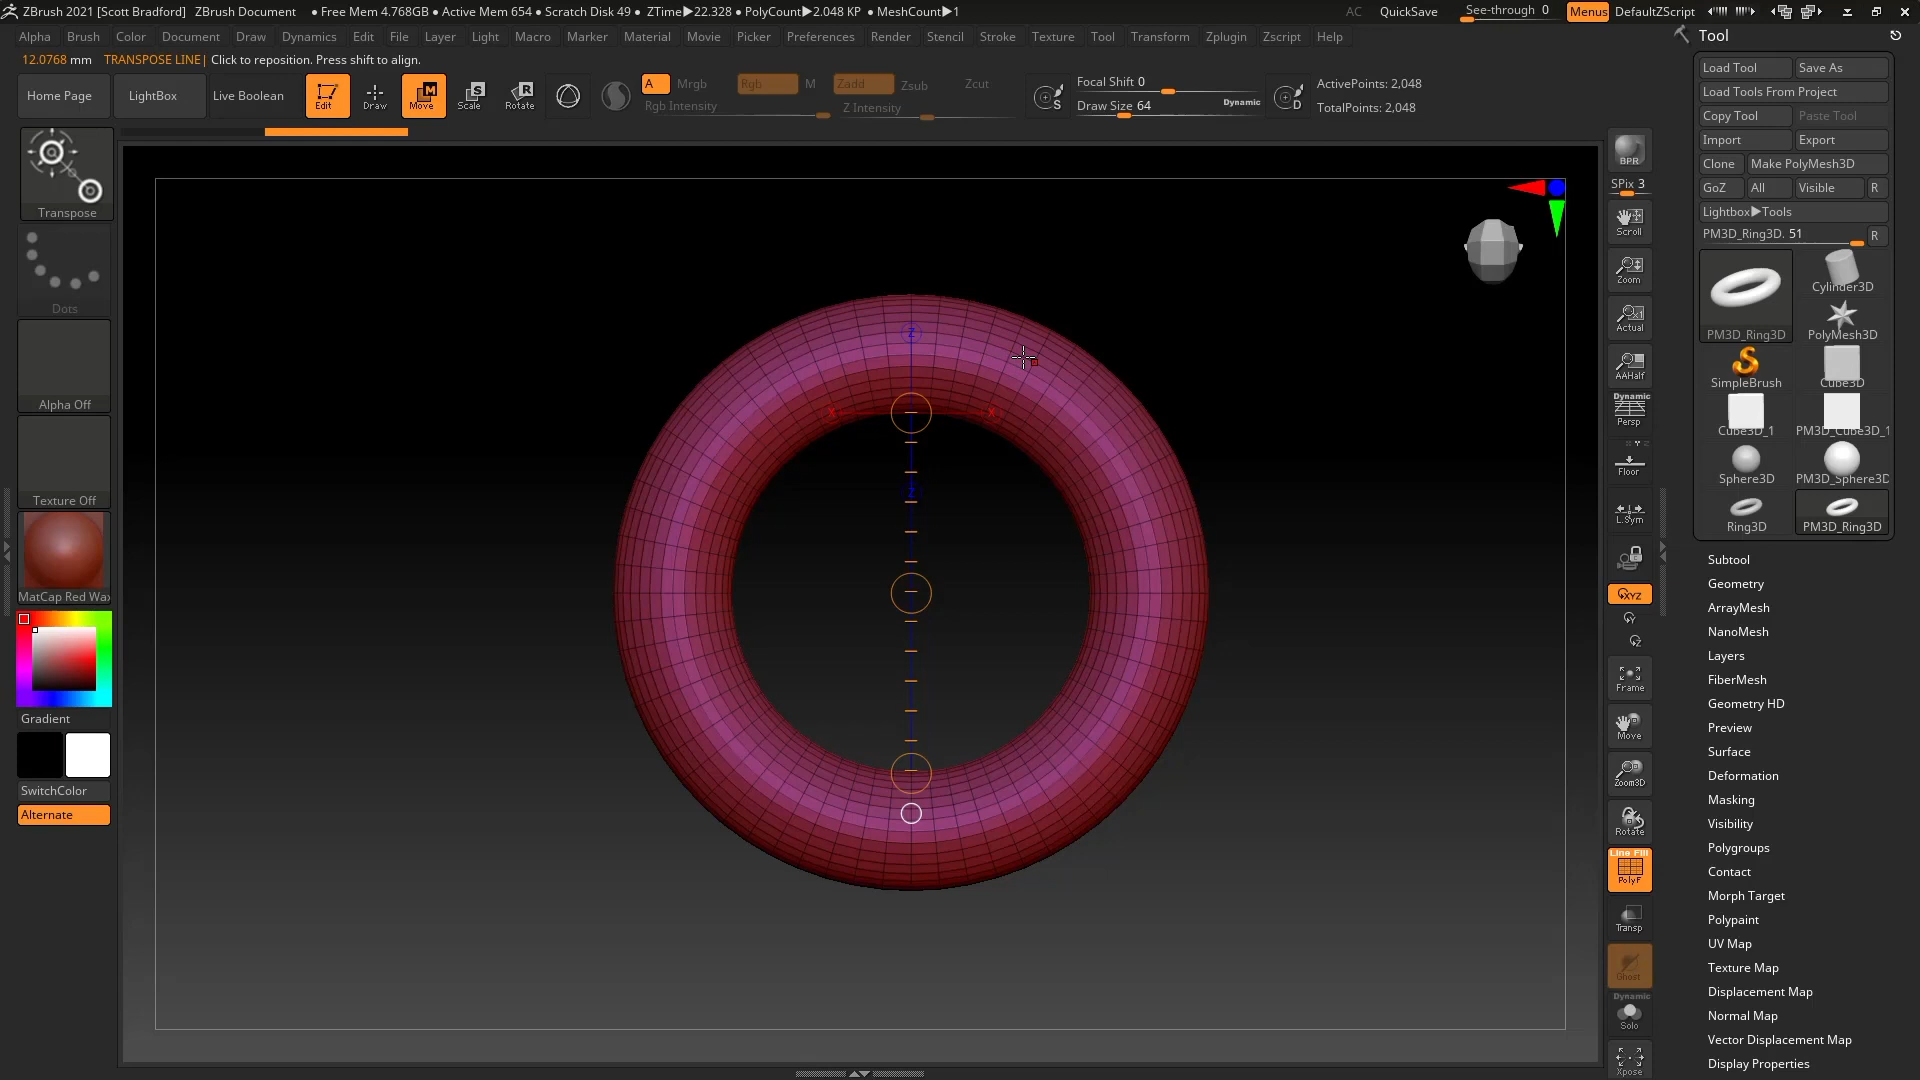 ZBrush 2021 [Scott Bradford] ZBrush Document • Free Mem 4.768GB • Active Mem 654 • Scratch Disk 49 • ZTime▶22.328 • PolyCount▶2.048 KP • MeshCount▶1 AC QuickSave See-through 0 Menus DefaultZScript
Alpha Brush Color Document Draw Dynamics Edit File Layer Light Macro Marker Material Movie Picker Preferences Render Stencil Stroke Texture Tool Transform Zplugin Zscript Help
12.0768 mm TRANSPOSE LINE| Click to reposition. Press shift to align.
Home Page LightBox Live Boolean Edit Draw Move Scale Rotate
M S R
A Mrgb Rgb M Zadd Zsub Zcut
Rgb Intensity Z Intensity
S Focal Shift 0
Draw Size 64 Dynamic
D ActivePoints: 2,048
TotalPoints: 2,048
Transpose
Dots
Alpha Off
Texture Off
MatCap Red Wax
Gradient
SwitchColor
Alternate
Z
X X
Z
BPR
SPix 3
Scroll
Zoom
Actual
AAHalf
Dynamic
Persp
Floor
L.Sym
XYZ
Y
Z
Frame
Move
Zoom3D
Rotate
Line Fill
PolyF
Transp
Ghost
Dynamic
Solo
Xpose
Tool
Load Tool Save As
Load Tools From Project
Copy Tool Paste Tool
Import Export
Clone Make PolyMesh3D
GoZ All Visible R
Lightbox▶Tools
PM3D_Ring3D. 51 R
PM3D_Ring3D Cylinder3D
PolyMesh3D
SimpleBrush Cube3D
Cube3D_1 PM3D_Cube3D_1
Sphere3D PM3D_Sphere3D
Ring3D PM3D_Ring3D
Subtool
Geometry
ArrayMesh
NanoMesh
Layers
FiberMesh
Geometry HD
Preview
Surface
Deformation
Masking
Visibility
Polygroups
Contact
Morph Target
Polypaint
UV Map
Texture Map
Displacement Map
Normal Map
Vector Displacement Map
Display Properties